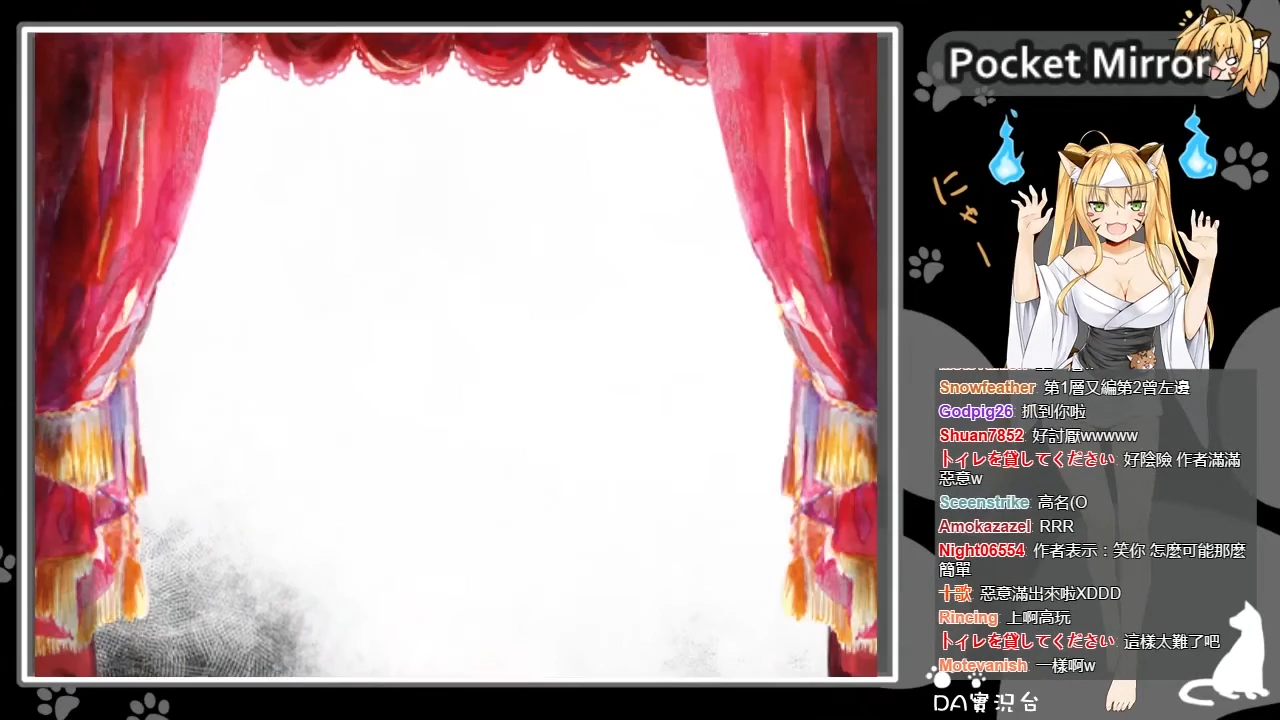 Pocket Mirror
にゃー
Snowfeather 第1層又編第2曾左邊
Godpig26 抓到你啦
Shuan7852 好討厭wwwww
トイレを貸してください 好陰險 作者滿滿
惡意w
Sceenstrike 高名(O
Amokazazel RRR
Night06554 作者表示：笑你 怎麼可能那麼
簡單
十歌 惡意滿出來啦XDDD
Rincing 上啊高玩
トイレを貸してください 這樣太難了吧
Motevanish 一樣啊w
DA實況台